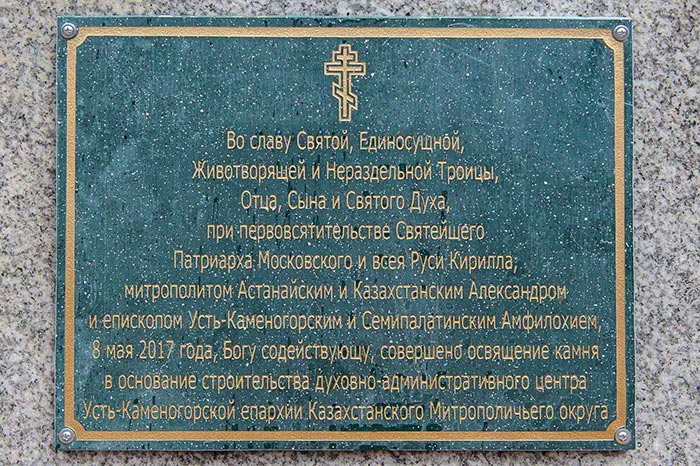 Во славу Святой, Единосущной,
Животворящей и Нераздельной Троицы,
Отца, Сына и Святого Духа,
при первовсятительстве Святейшего
Патриарха Московского и всея Руси Кирилла,
митрополитом Астанайским и Казахстанским Александром
и епископом Усть-Каменогорским и Семипалатинским Амфилохием,
8 мая 2017 года, Богу содействующу, совершено освящение камня
в основание строительства духовно-административного центра
Усть-Каменогорской епархии Казахстанского Митрополичьего округа